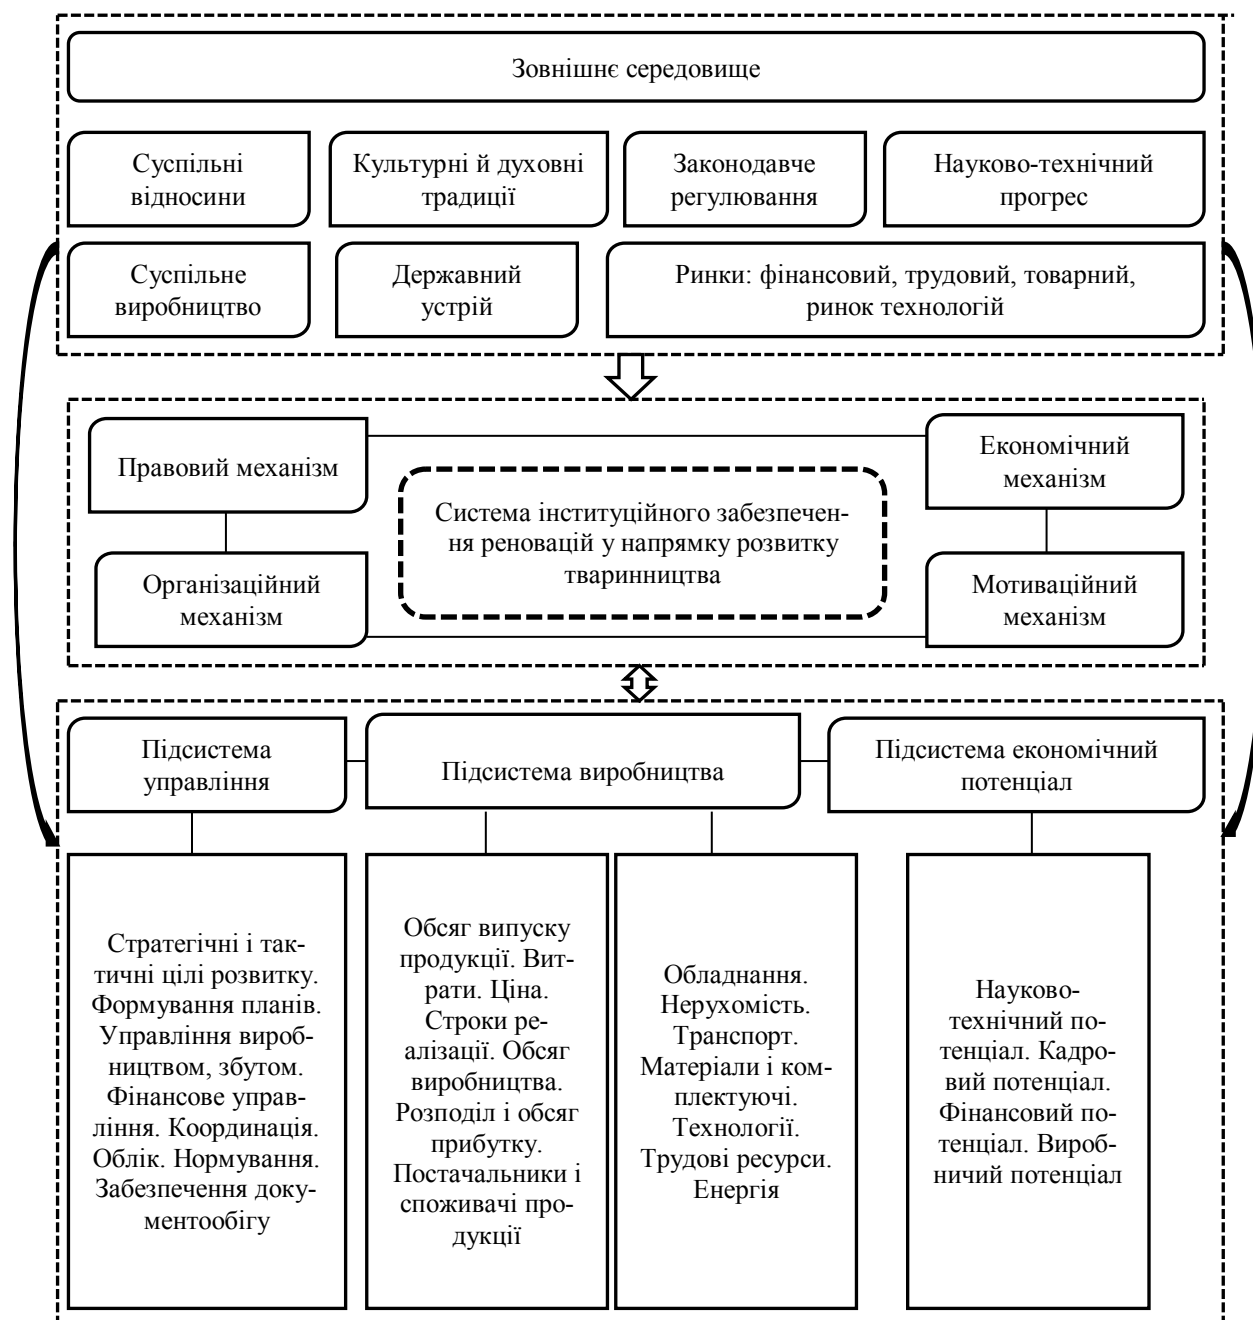 Зовнішнє середовище
Суспільні
відносини
Культурні й духовні
традиції
Законодавче
регулювання
Науково-технічний
прогрес
Суспільне
виробництво
Державний
устрій
Ринки: фінансовий, трудовий, товарний,
ринок технологій
Правовий механізм
Економічний
механізм
Система інституційного забезпечен-
ня реновацій у напрямку розвитку
тваринництва
Організаційний
механізм
Мотиваційний
механізм
Підсистема
управління
Підсистема виробництва
Підсистема економічний
потенціал
Стратегічні і так-
тичні цілі розвитку.
Формування планів.
Управління вироб-
ництвом, збутом.
Фінансове управ-
ління. Координація.
Облік. Нормування.
Забезпечення доку-
ментообігу
Обсяг випуску
продукції. Вит-
рати. Ціна.
Строки ре-
алізації. Обсяг
виробництва.
Розподіл і обсяг
прибутку.
Постачальники і
споживачі про-
дукції
Обладнання.
Нерухомість.
Транспорт.
Матеріали і ком-
плектуючі.
Технології.
Трудові ресурси.
Енергія
Науково-
технічний по-
тенціал. Кадро-
вий потенціал.
Фінансовий по-
тенціал. Вироб-
ничий потенціал